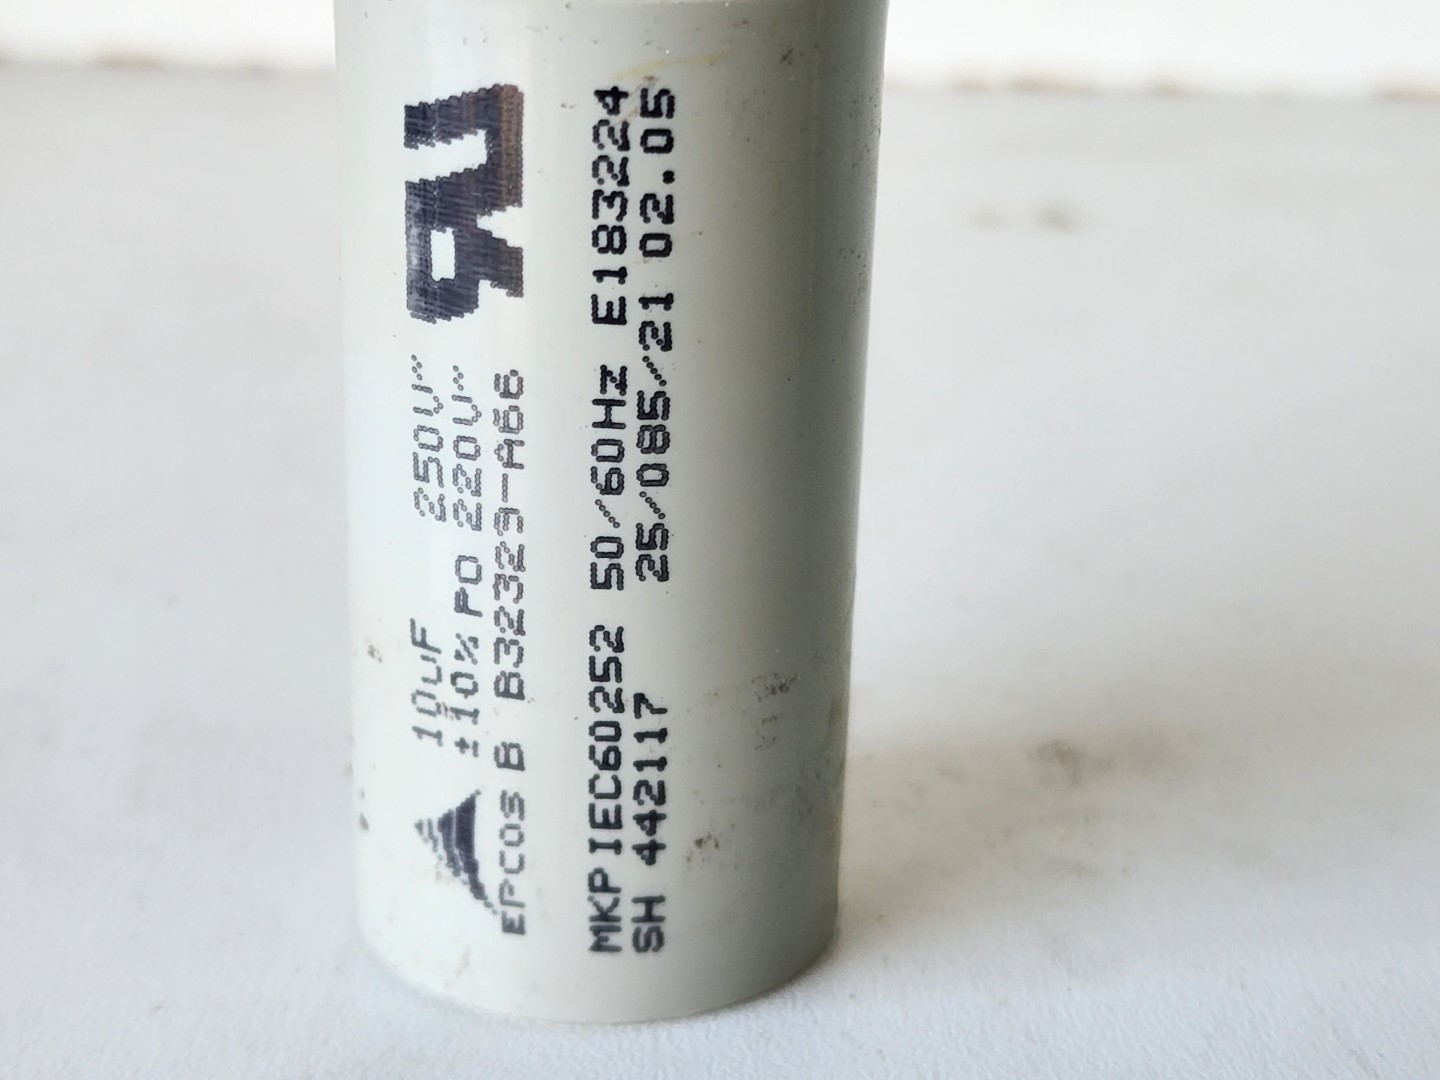 10uF 250V~
±10% PO 220V~
EPCOS B B32329-A66
MKP IEC60252 50/60Hz E183224
SH 442117 25/085/21 02.05